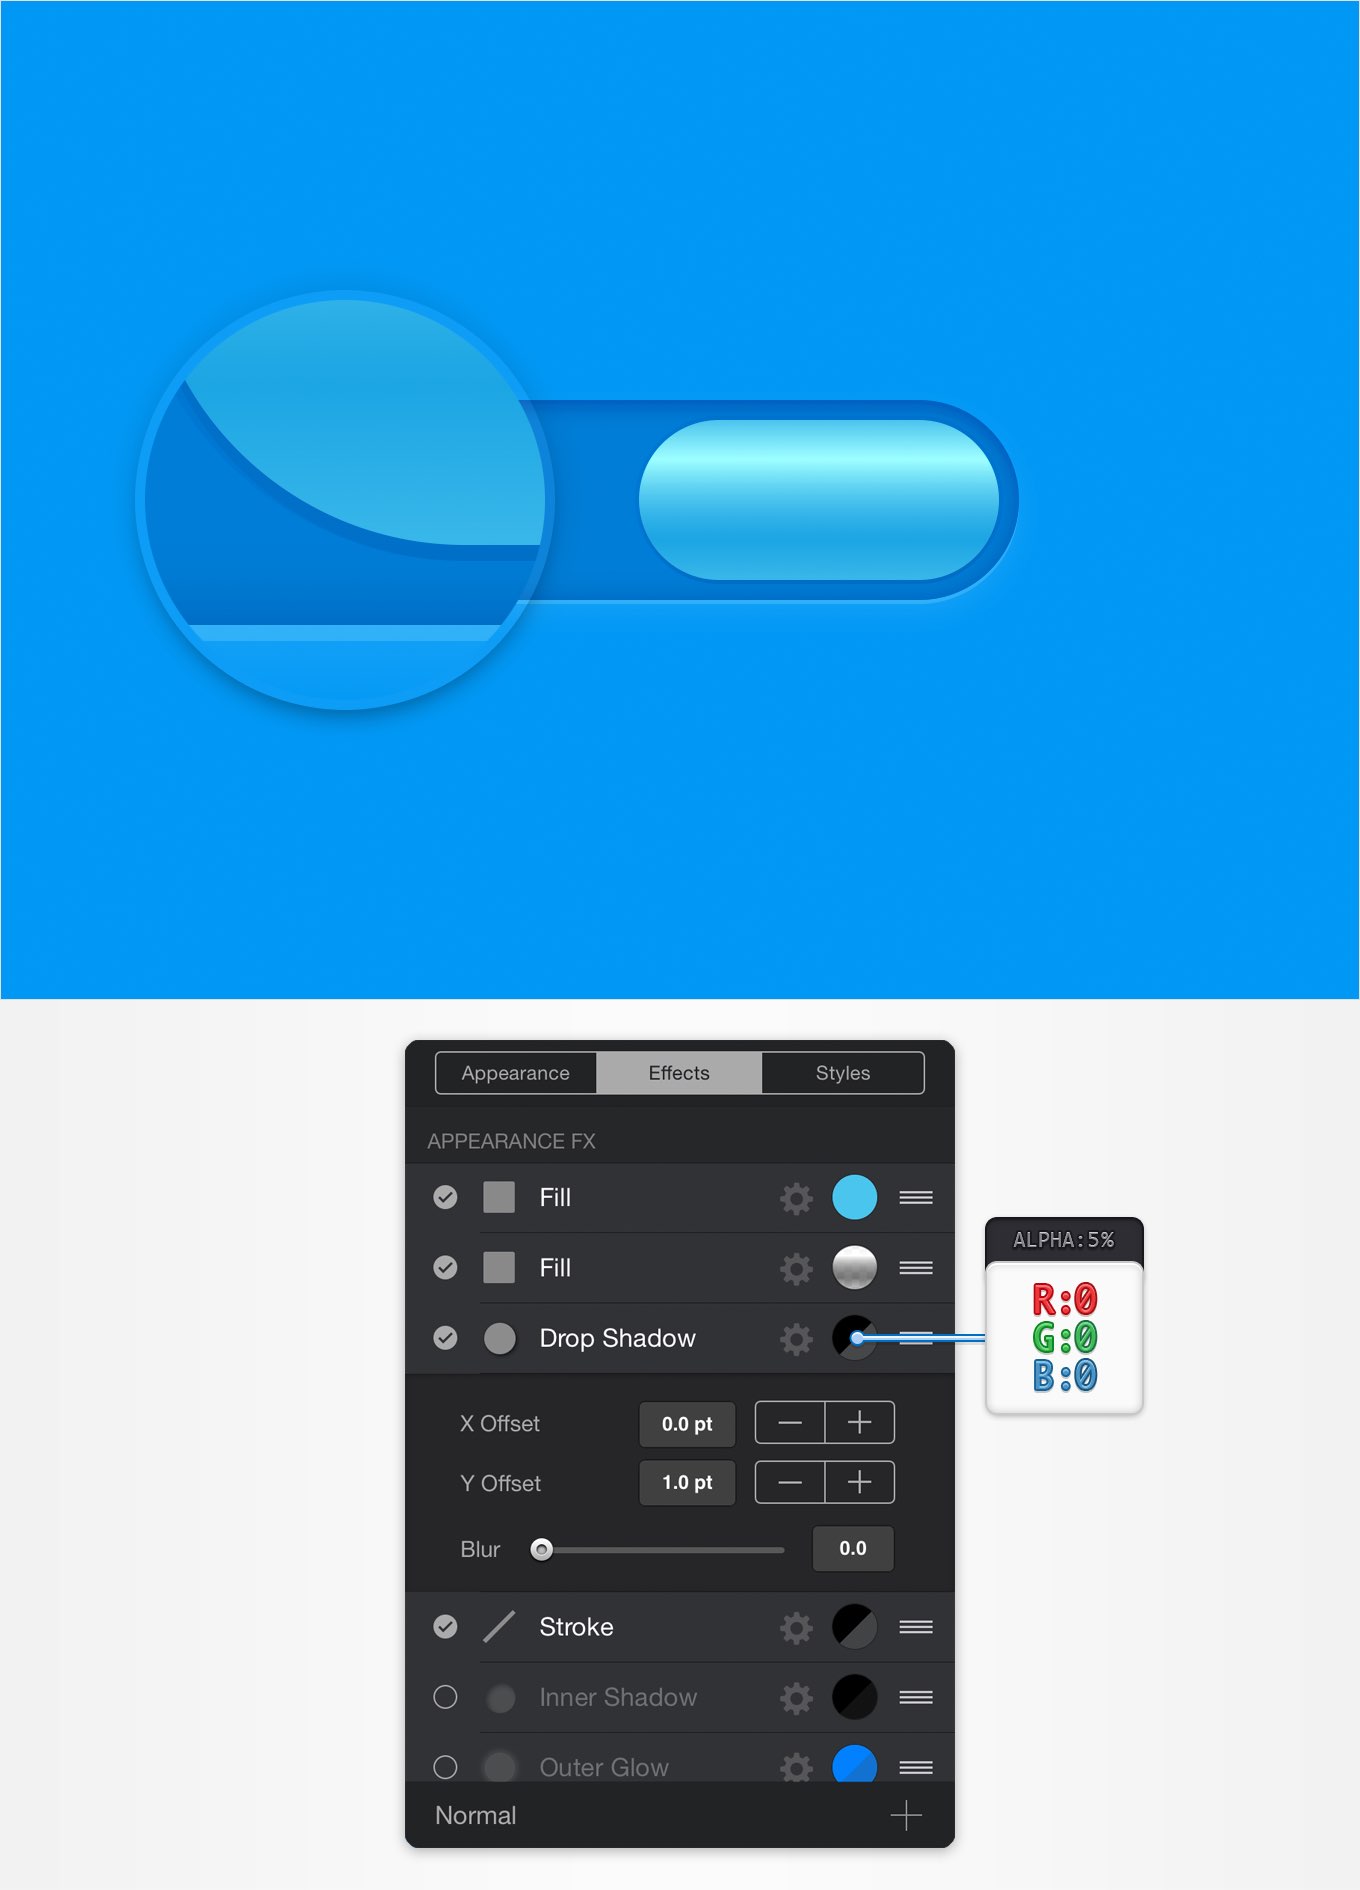 Appearance Effects Styles
APPEARANCE FX
Fill
Fill
ALPHA:5%
R:0
G:0
B:0
Drop Shadow
X Offset 0.0 pt
Y Offset 1.0 pt
Blur 0.0
Stroke
Inner Shadow
Outer Glow
Normal